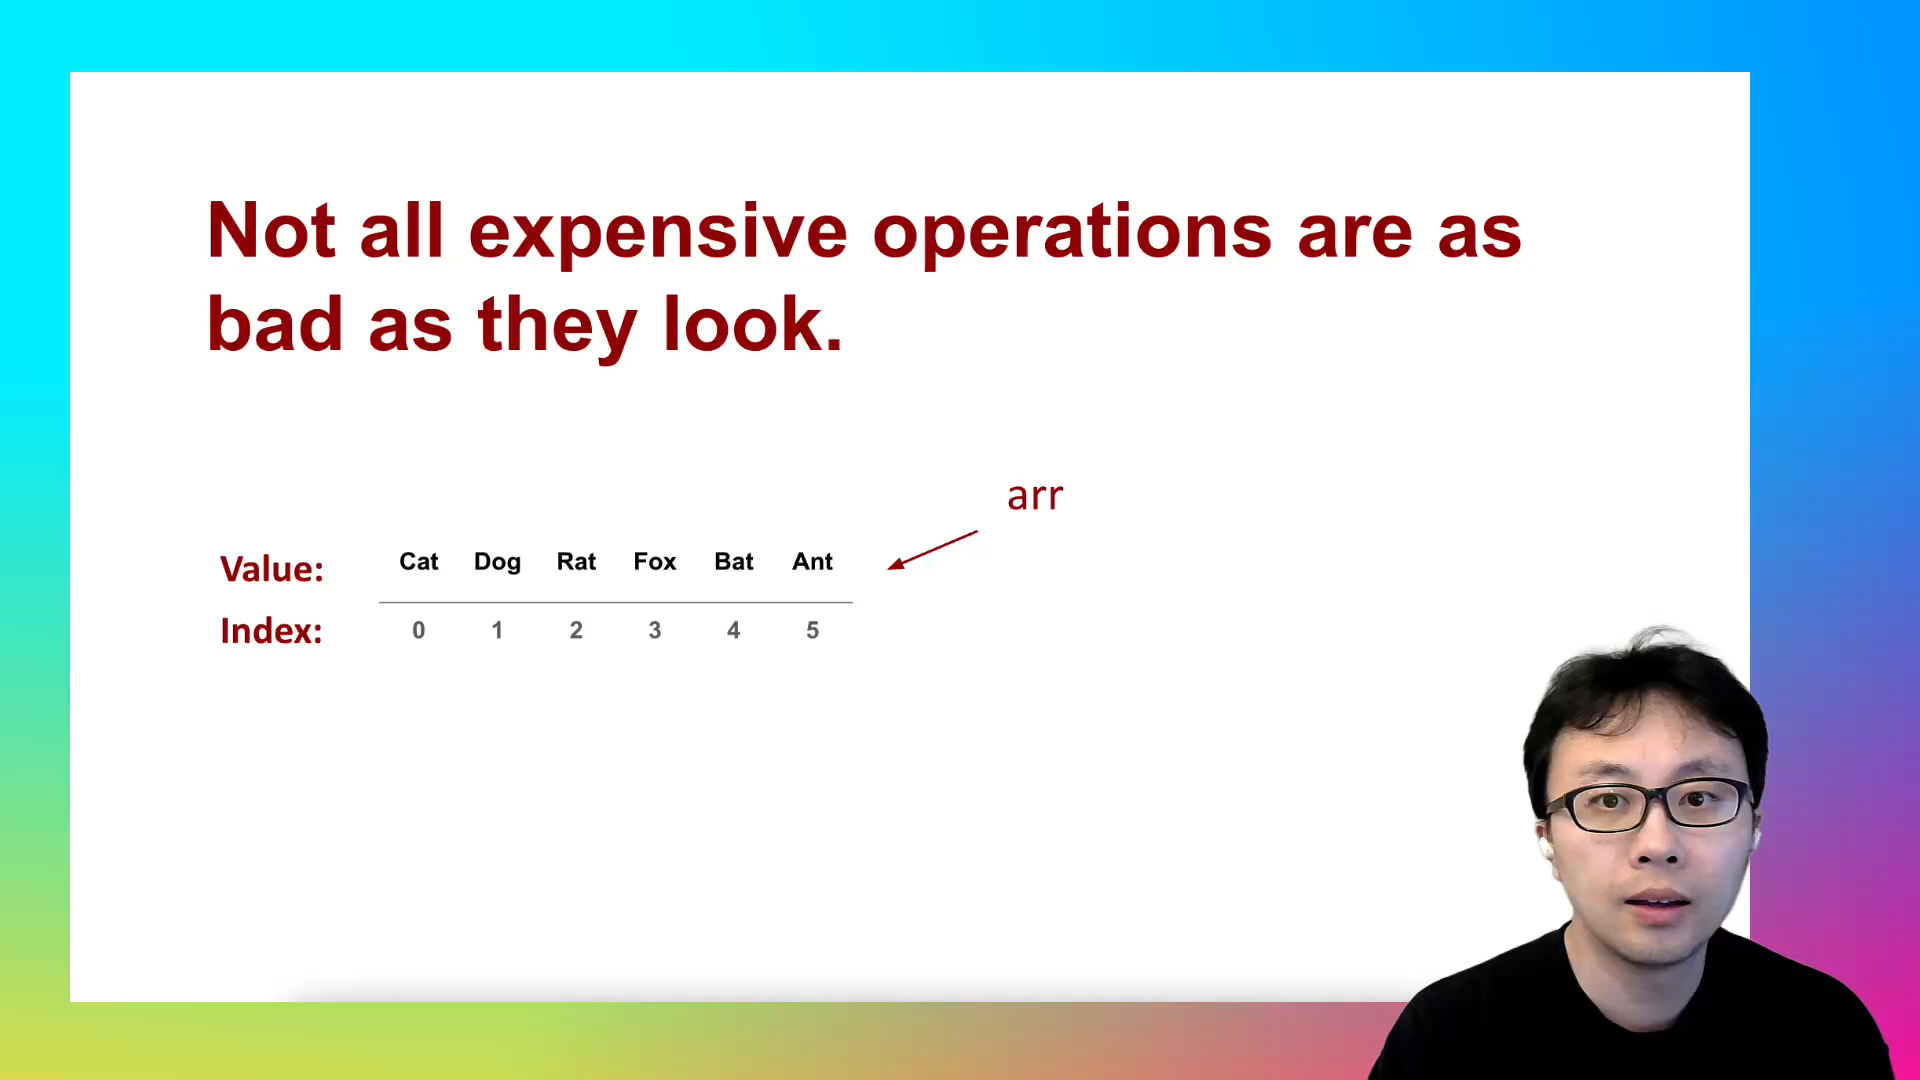 Not all expensive operations are as
bad as they look.
arr
Value: Cat Dog Rat Fox Bat Ant
Index: 0 1 2 3 4 5